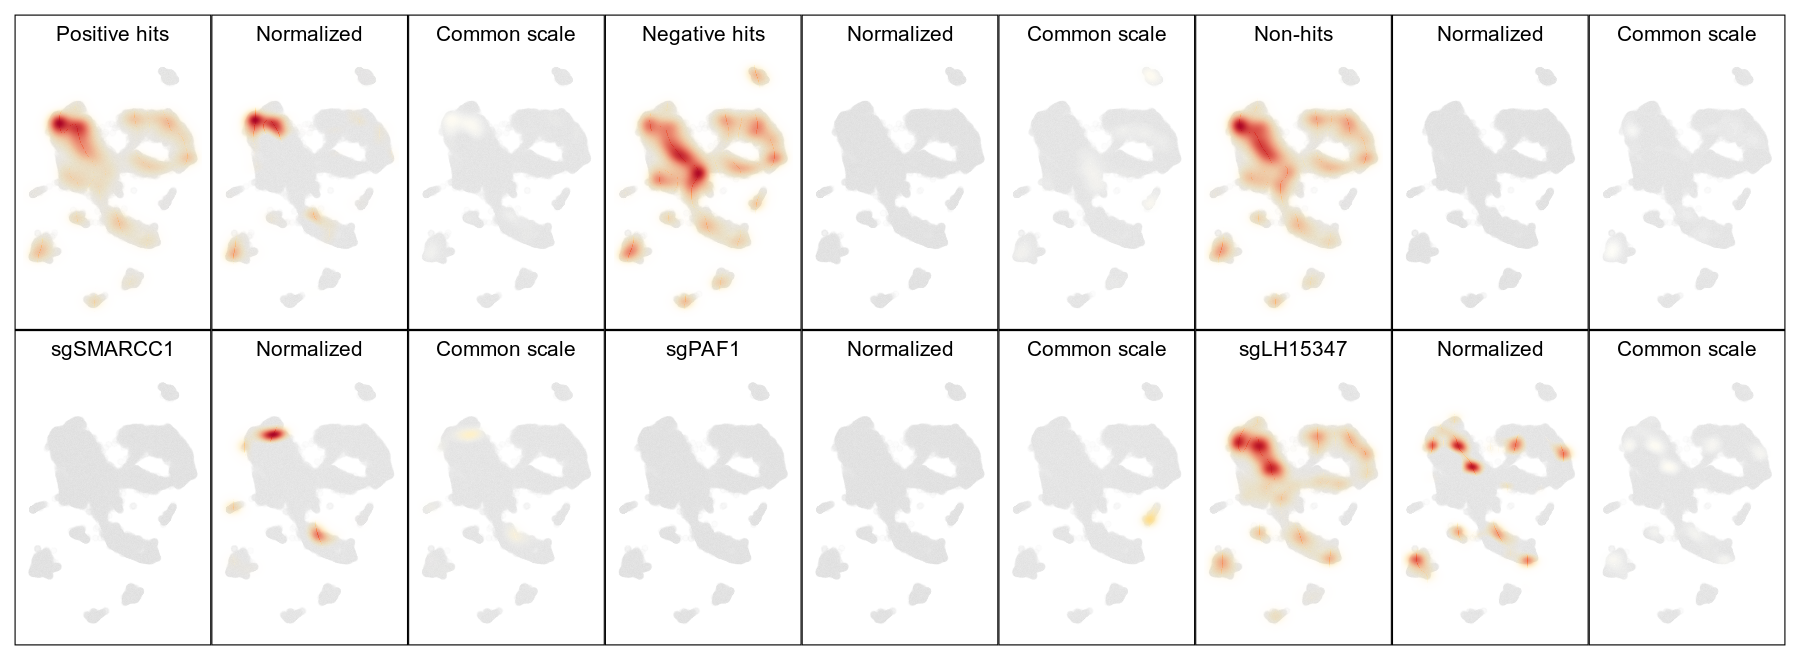 Positive hits
Normalized
Common scale
Negative hits
Normalized
Common scale
Non-hits
Normalized
Common scale
sgSMARCC1
Normalized
Common scale
sgPAF1
Normalized
Common scale
sgLH15347
Normalized
Common scale